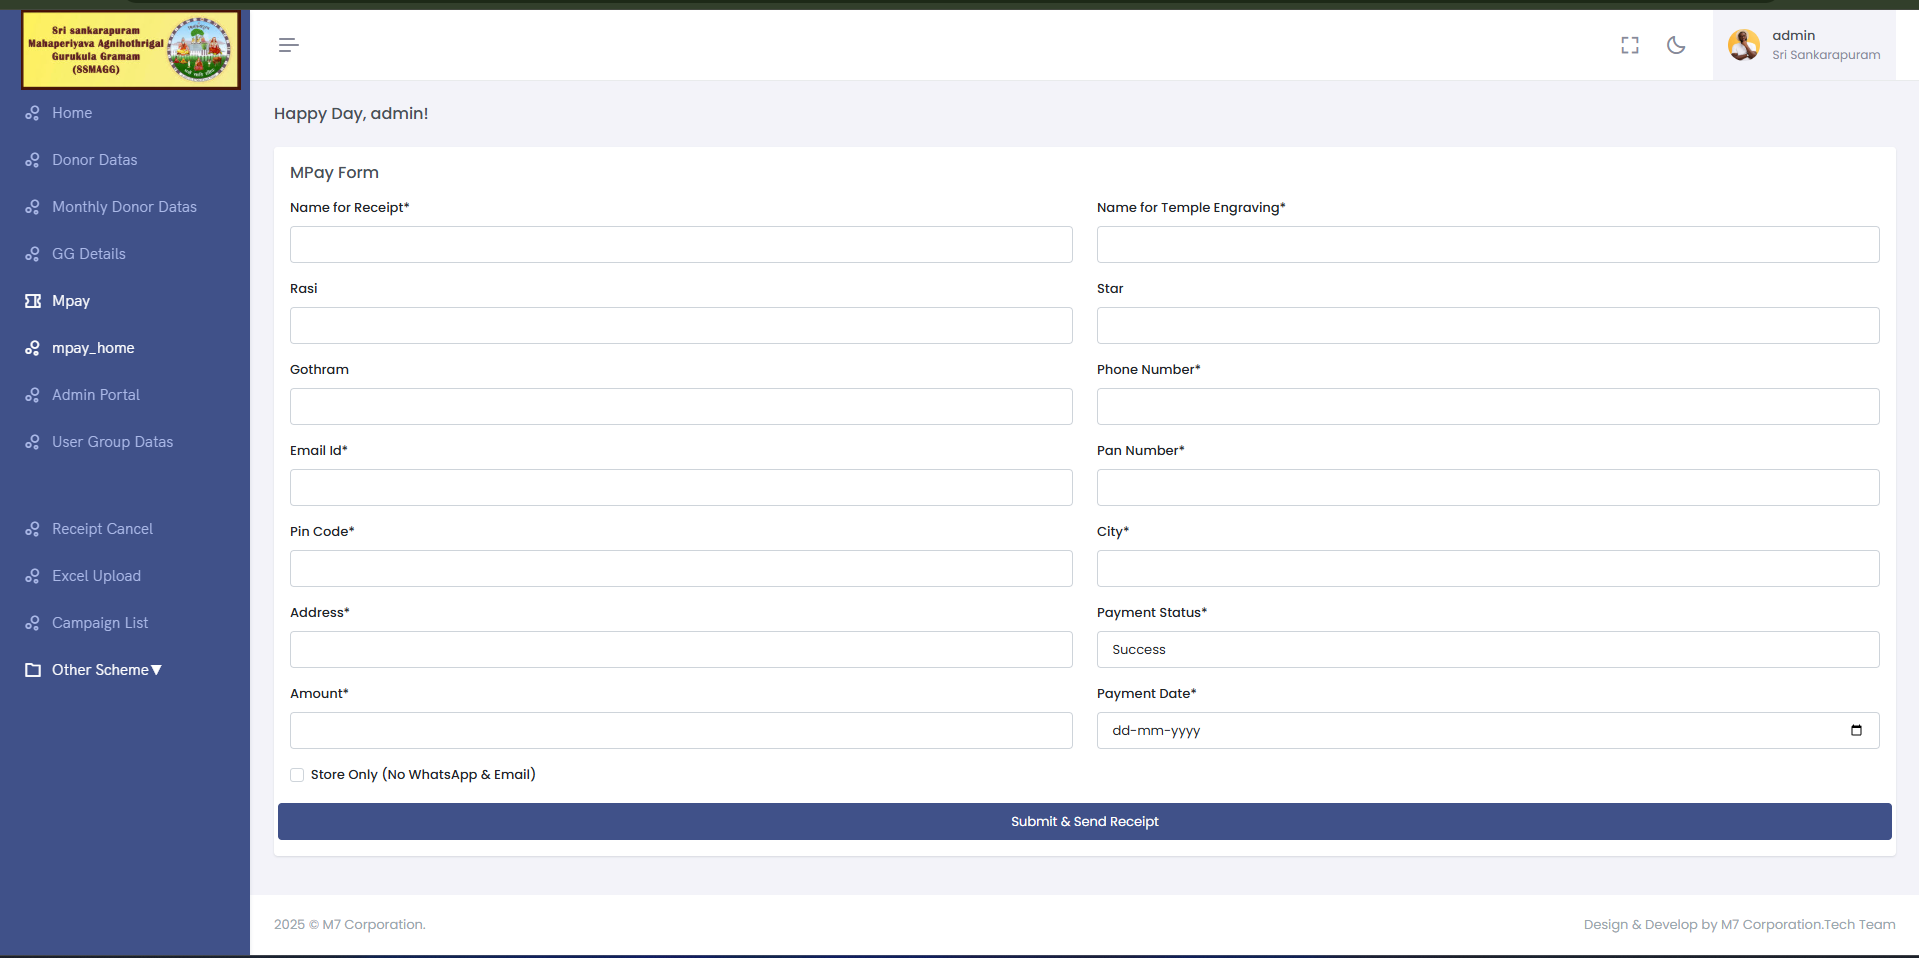 Sri sankarapuram
Mahaperiyava Agnihothrigal
Gurukula Gramam
(SSMAGG)
Home
Donor Datas
Monthly Donor Datas
GG Details
Mpay
mpay_home
Admin Portal
User Group Datas
Receipt Cancel
Excel Upload
Campaign List
Other Scheme▼
admin
Sri Sankarapuram
Happy Day, admin!
MPay Form
Name for Receipt*
Name for Temple Engraving*
Rasi
Star
Gothram
Phone Number*
Email Id*
Pan Number*
Pin Code*
City*
Address*
Payment Status*
Success
Amount*
Payment Date*
dd-mm-yyyy
Store Only (No WhatsApp & Email)
Submit & Send Receipt
2025 © M7 Corporation.
Design & Develop by M7 Corporation.Tech Team